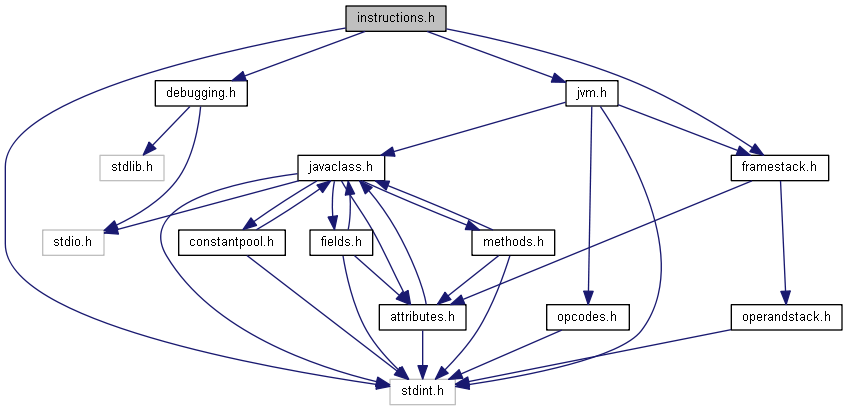 instructions.h
debugging.h
jvm.h
stdlib.h
javaclass.h
framestack.h
stdio.h
constantpool.h
fields.h
methods.h
attributes.h
opcodes.h
operandstack.h
stdint.h